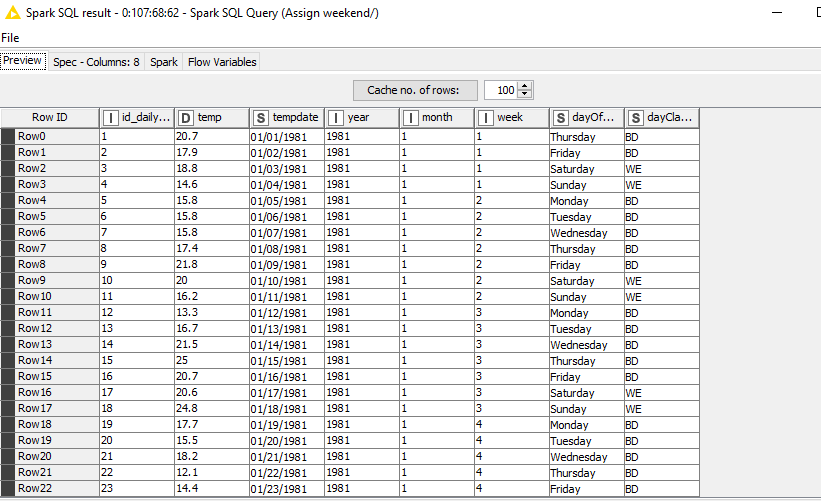 Spark SQL result - 0:107:68:62 - Spark SQL Query (Assign weekend/)
File
Preview Spec - Columns: 8 Spark Flow Variables
Cache no. of rows: 100
Row ID I id_daily... D temp S tempdate I year I month I week S dayOf... S dayCla...
Row0 1 20.7 01/01/1981 1981 1 1 Thursday BD
Row1 2 17.9 01/02/1981 1981 1 1 Friday BD
Row2 3 18.8 01/03/1981 1981 1 1 Saturday WE
Row3 4 14.6 01/04/1981 1981 1 1 Sunday WE
Row4 5 15.8 01/05/1981 1981 1 2 Monday BD
Row5 6 15.8 01/06/1981 1981 1 2 Tuesday BD
Row6 7 15.8 01/07/1981 1981 1 2 Wednesday BD
Row7 8 17.4 01/08/1981 1981 1 2 Thursday BD
Row8 9 21.8 01/09/1981 1981 1 2 Friday BD
Row9 10 20 01/10/1981 1981 1 2 Saturday WE
Row10 11 16.2 01/11/1981 1981 1 2 Sunday WE
Row11 12 13.3 01/12/1981 1981 1 3 Monday BD
Row12 13 16.7 01/13/1981 1981 1 3 Tuesday BD
Row13 14 21.5 01/14/1981 1981 1 3 Wednesday BD
Row14 15 25 01/15/1981 1981 1 3 Thursday BD
Row15 16 20.7 01/16/1981 1981 1 3 Friday BD
Row16 17 20.6 01/17/1981 1981 1 3 Saturday WE
Row17 18 24.8 01/18/1981 1981 1 3 Sunday WE
Row18 19 17.7 01/19/1981 1981 1 4 Monday BD
Row19 20 15.5 01/20/1981 1981 1 4 Tuesday BD
Row20 21 18.2 01/21/1981 1981 1 4 Wednesday BD
Row21 22 12.1 01/22/1981 1981 1 4 Thursday BD
Row22 23 14.4 01/23/1981 1981 1 4 Friday BD